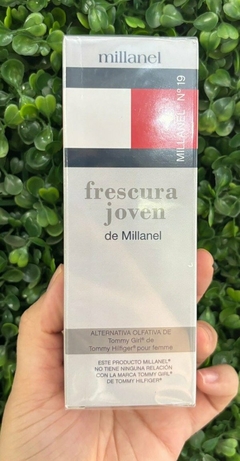 millanel
MILLANEL Nº 19
frescura
joven
de Millanel
ALTERNATIVA OLFATIVA DE
Tommy Girl® de
Tommy Hilfiger® pour femme
ESTE PRODUCTO MILLANEL®
NO TIENE NINGUNA RELACIÓN
CON LA MARCA TOMMY GIRL®
DE TOMMY HILFIGER®